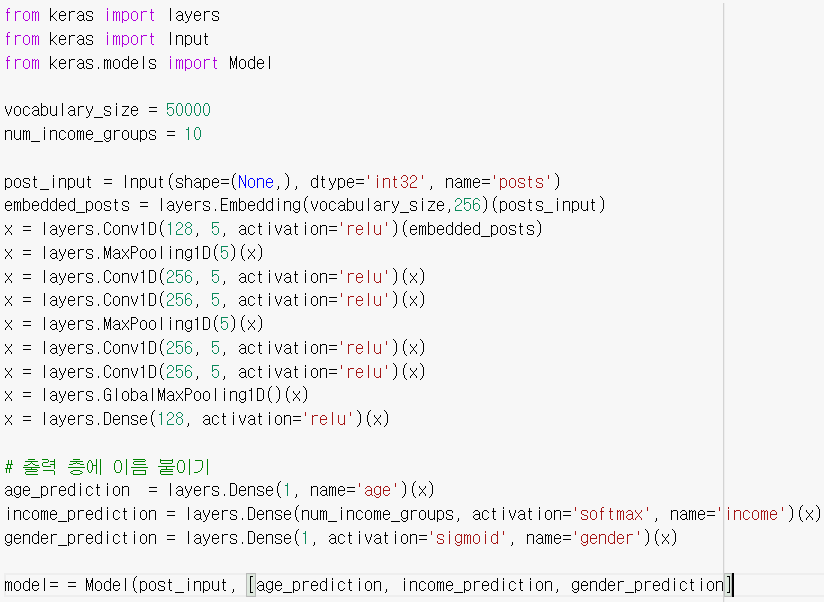 from keras import layers
from keras import Input
from keras.models import Model
vocabulary_size = 50000
num_income_groups = 10
post_input = Input(shape=(None,), dtype='int32', name='posts')
embedded_posts = layers.Embedding(vocabulary_size,256)(posts_input)
x = layers.Conv1D(128, 5, activation='relu')(embedded_posts)
x = layers.MaxPooling1D(5)(x)
x = layers.Conv1D(256, 5, activation='relu')(x)
x = layers.Conv1D(256, 5, activation='relu')(x)
x = layers.MaxPooling1D(5)(x)
x = layers.Conv1D(256, 5, activation='relu')(x)
x = layers.Conv1D(256, 5, activation='relu')(x)
x = layers.GlobalMaxPooling1D()(x)
x = layers.Dense(128, activation='relu')(x)
# 출력 층에 이름 붙이기
age_prediction  = layers.Dense(1, name='age')(x)
income_prediction = layers.Dense(num_income_groups, activation='softmax', name='income')(x)
gender_prediction = layers.Dense(1, activation='sigmoid', name='gender')(x)
model= = Model(post_input, [age_prediction, income_prediction, gender_prediction]